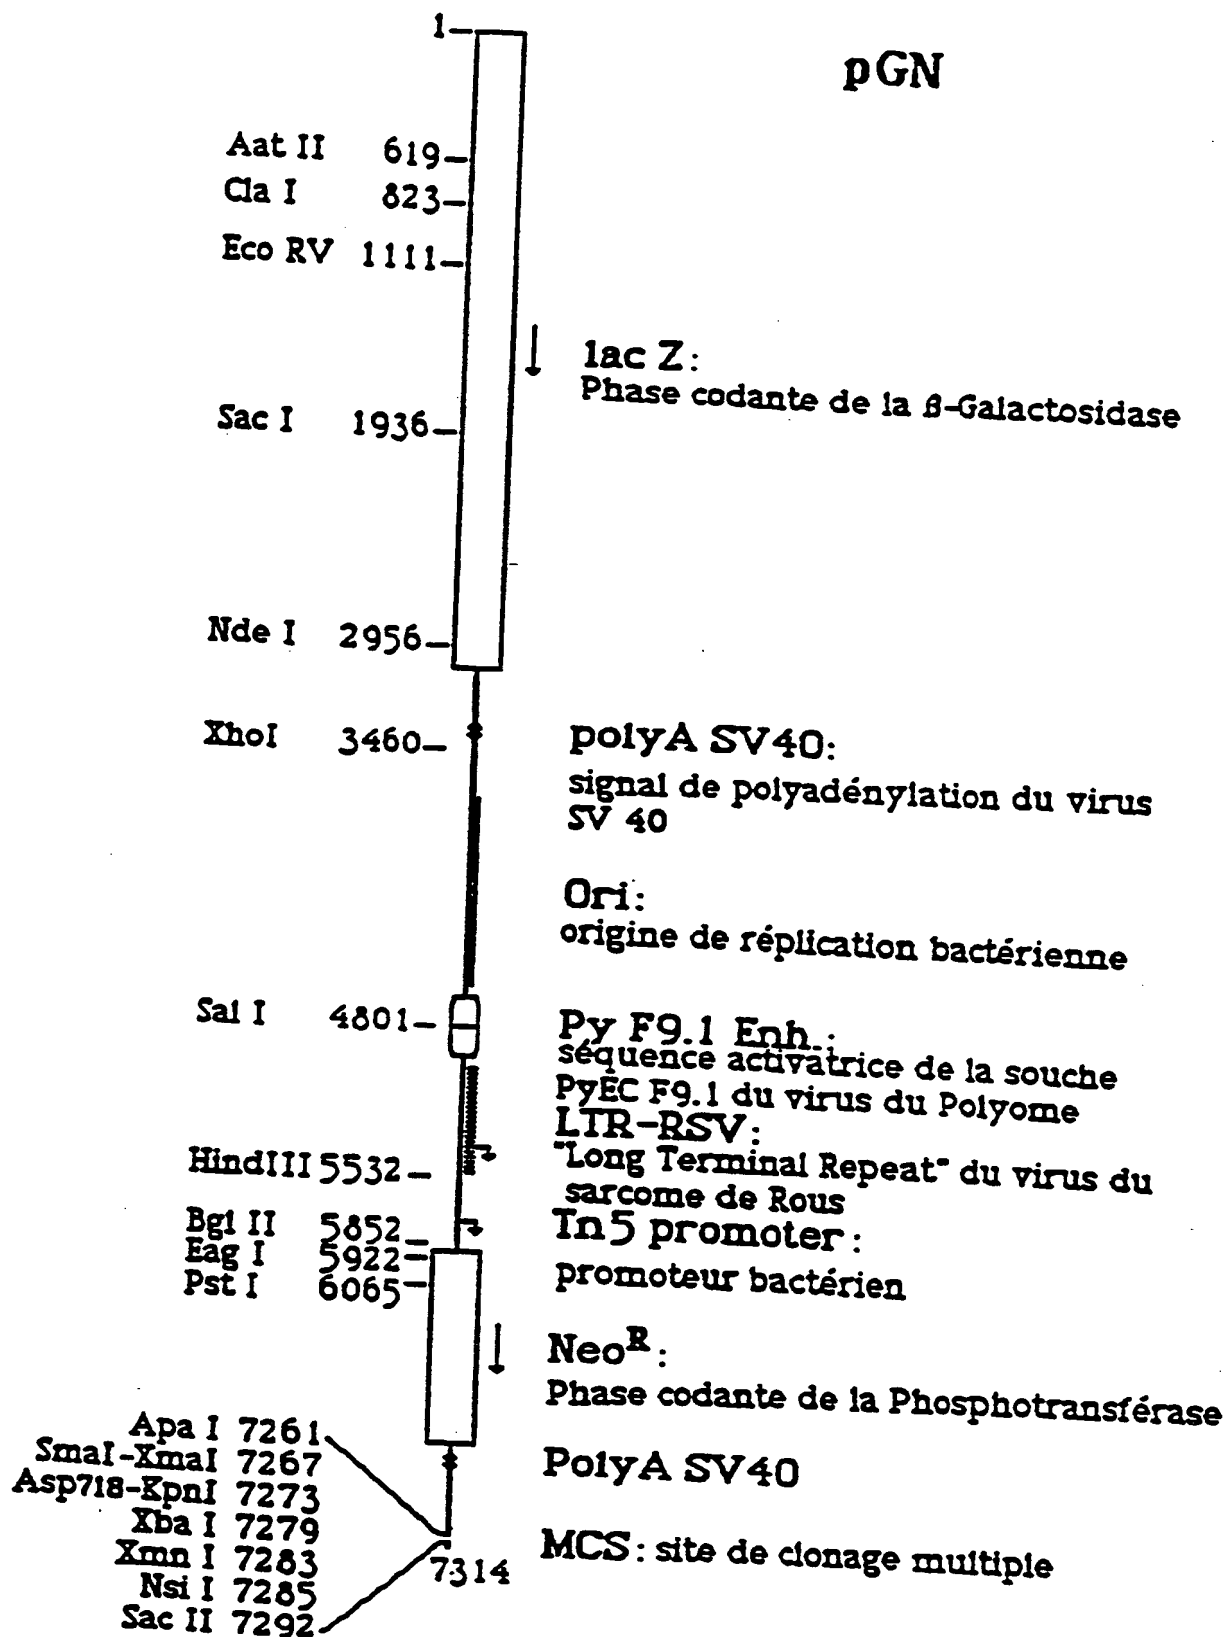 1
pGN
Aat II 619
Cla I 823
Eco RV 1111
lac Z:
Phase codante de la β-Galactosidase
Sac I 1936
Nde I 2956
XhoI 3460
polyA SV40:
signal de polyadénylation du virus
SV 40
Ori:
origine de réplication bactérienne
Sal I 4801
Py F9.1 Enh.:
séquence activatrice de la souche
PyEC F9.1 du virus du Polyome
LTR-RSV:
"Long Terminal Repeat" du virus du
sarcome de Rous
HindIII 5532
Bgl II 5852
Eag I 5922
Pst I 6065
Tn5 promoter:
promoteur bactérien
Neoᴿ:
Phase codante de la Phosphotransférase
Apa I 7261
SmaI-XmaI 7267
Asp718-KpnI 7273
Xba I 7279
Xmn I 7283
Nsi I 7285
Sac II 7292
PolyA SV40
7314
MCS: site de clonage multiple